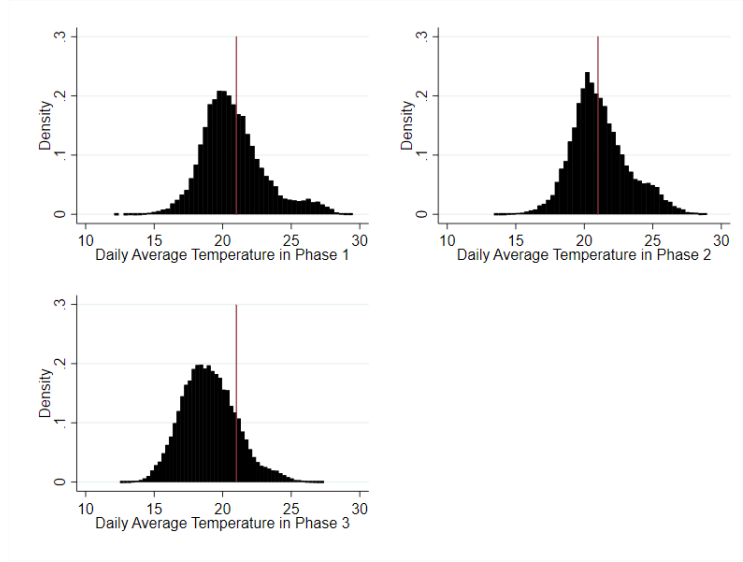 .3
.2
.1
0
Density
10 15 20 25 30
Daily Average Temperature in Phase 1
.3
.2
.1
0
Density
10 15 20 25 30
Daily Average Temperature in Phase 2
.3
.2
.1
0
Density
10 15 20 25 30
Daily Average Temperature in Phase 3